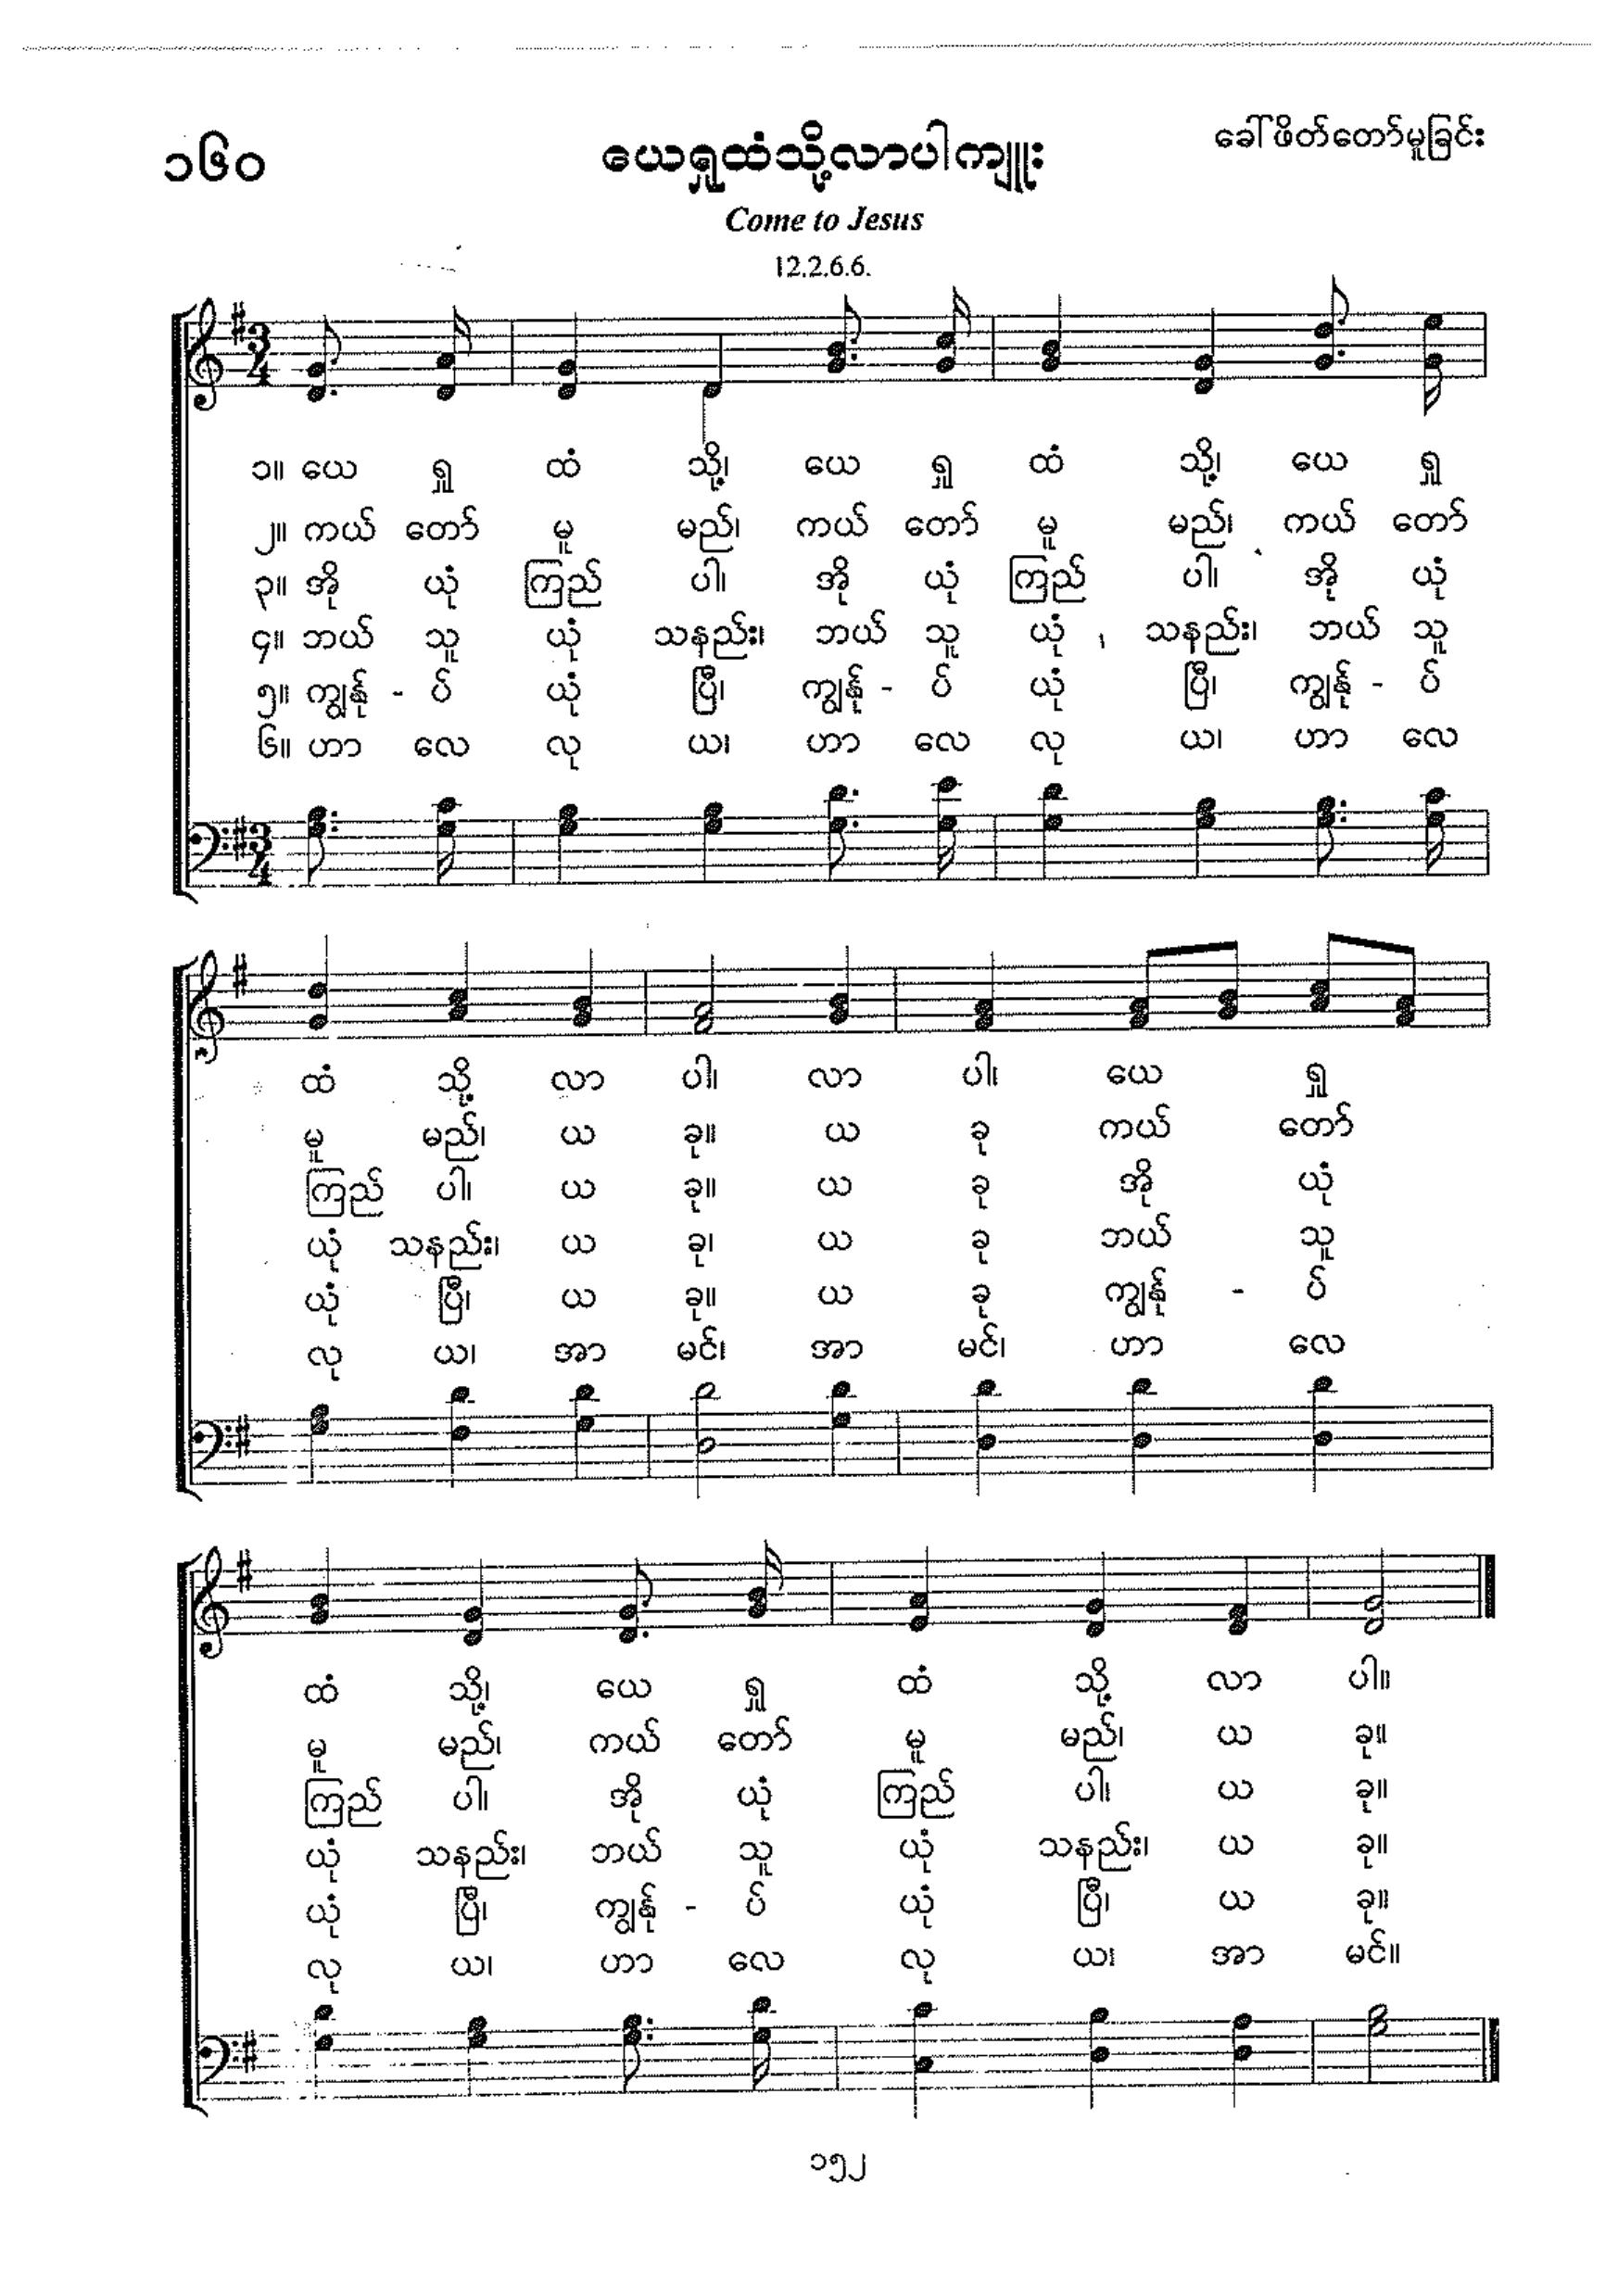 ၁၆၀
ယေရှုထံသို့လာပါကျူး
ခေါ်ဖိတ်တော်မူခြင်း
Come to Jesus
12.2.6.6.
၁။ ယေ ရှု ထံ သို့၊ ယေ ရှု ထံ သို့၊ ယေ ရှု
၂။ ကယ် တော် မူ မည်၊ ကယ် တော် မူ မည်၊ ကယ် တော်
၃။ အို ယုံ ကြည် ပါ၊ အို ယုံ ကြည် ပါ၊ အို ယုံ
၄။ ဘယ် သူ ယုံ သနည်း၊ ဘယ် သူ ယုံ သနည်း၊ ဘယ် သူ
၅။ ကျွန်ု - ပ် ယုံ ပြီ၊ ကျွန်ု - ပ် ယုံ ပြီ၊ ကျွန်ု - ပ်
၆။ ဟာ လေ လု ယ၊ ဟာ လေ လု ယ၊ ဟာ လေ
ထံ သို့ လာ ပါ၊ လာ ပါ၊ ယေ ရှု
မူ မည်၊ ယ ခု။ ယ ခု ကယ် တော်
ကြည် ပါ၊ ယ ခု။ ယ ခု အို ယုံ
ယုံ သနည်း၊ ယ ခု၊ ယ ခု ဘယ် သူ
ယုံ ပြီ၊ ယ ခု။ ယ ခု ကျွန်ု - ပ်
လု ယ၊ အာ မင်၊ အာ မင်၊ ဟာ လေ
ထံ သို့၊ ယေ ရှု ထံ သို့ လာ ပါ။
မူ မည်၊ ကယ် တော် မူ မည်၊ ယ ခု။
ကြည် ပါ၊ အို ယုံ ကြည် ပါ၊ ယ ခု။
ယုံ သနည်း၊ ဘယ် သူ ယုံ သနည်း၊ ယ ခု။
ယုံ ပြီ၊ ကျွန်ု - ပ် ယုံ ပြီ၊ ယ ခု။
လု ယ၊ ဟာ လေ လု ယ၊ အာ မင်။
၁၅၂